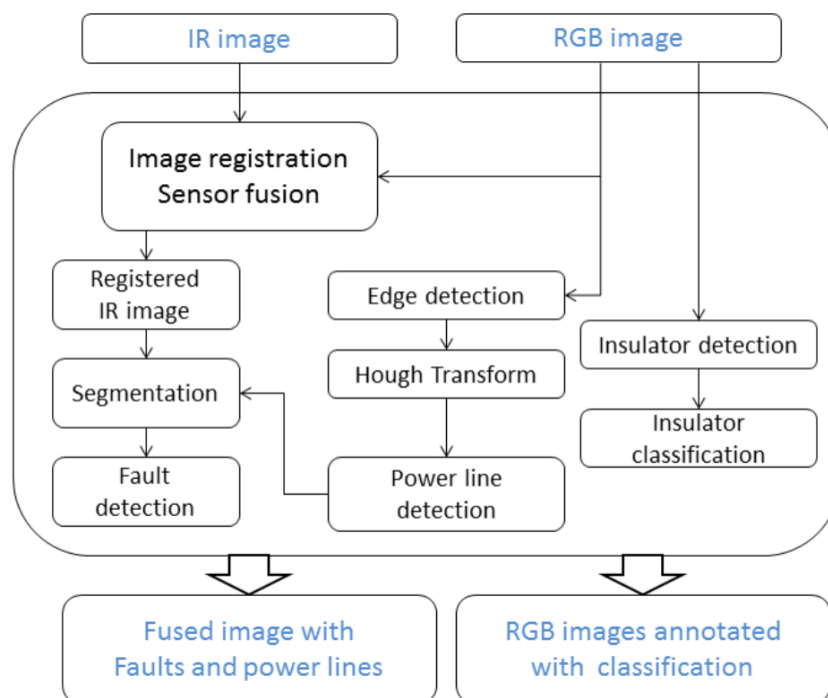 IR image
RGB image
Image registration
Sensor fusion
Registered
IR image
Edge detection
Insulator detection
Segmentation
Hough Transform
Insulator
classification
Fault
detection
Power line
detection
Fused image with
Faults and power lines
RGB images annotated
with classification